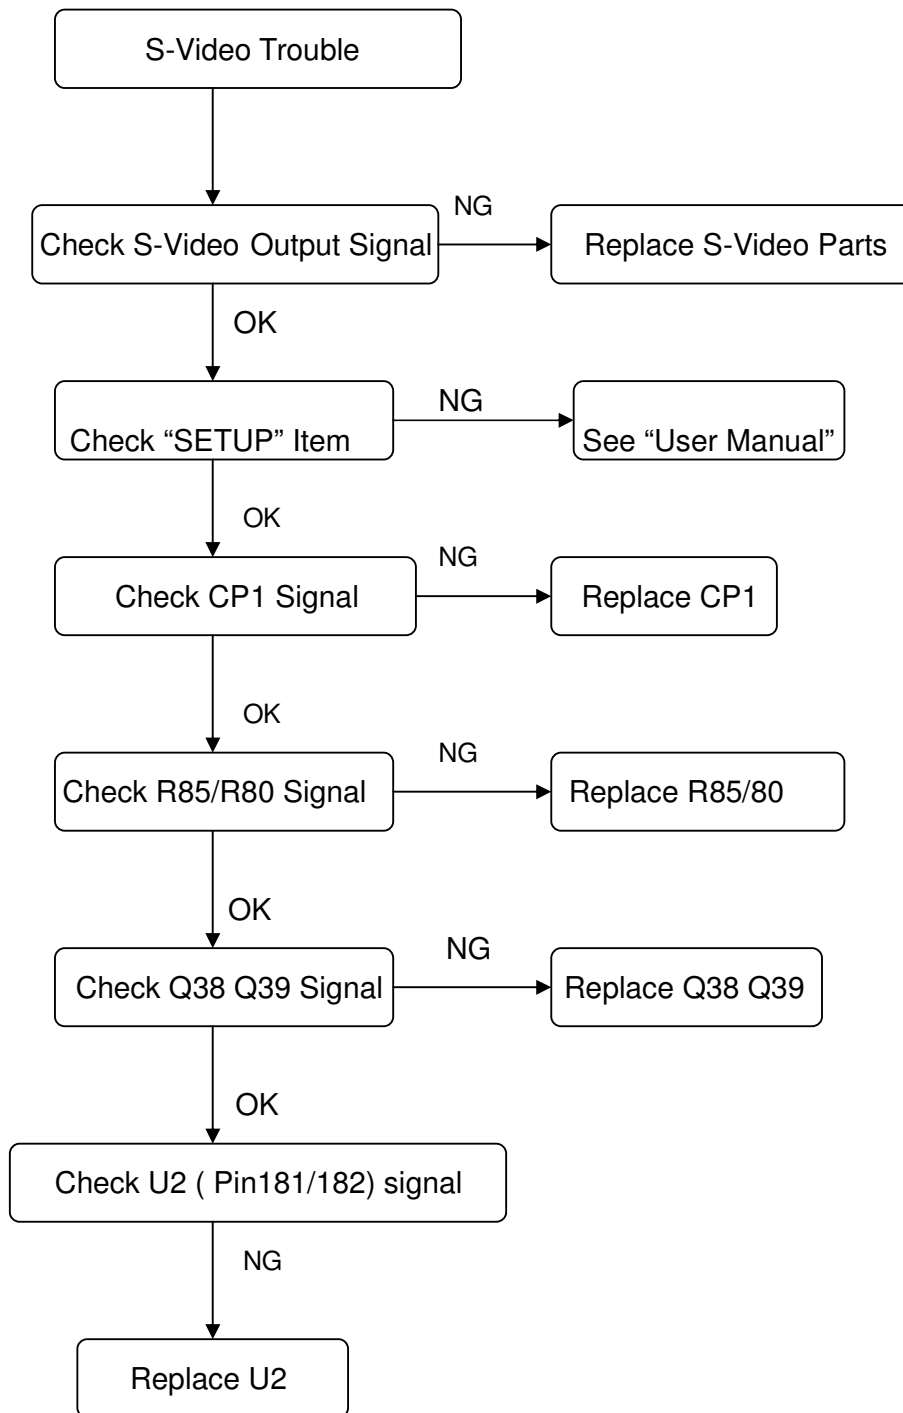 S-Video Trouble
NG
Check S-Video Output Signal
Replace S-Video Parts
OK
NG
Check “SETUP” Item
See “User Manual”
OK
NG
Check CP1 Signal
Replace CP1
OK
NG
Check R85/R80 Signal
Replace R85/80
OK
NG
Check Q38 Q39 Signal
Replace Q38 Q39
OK
Check U2 ( Pin181/182) signal
NG
Replace U2